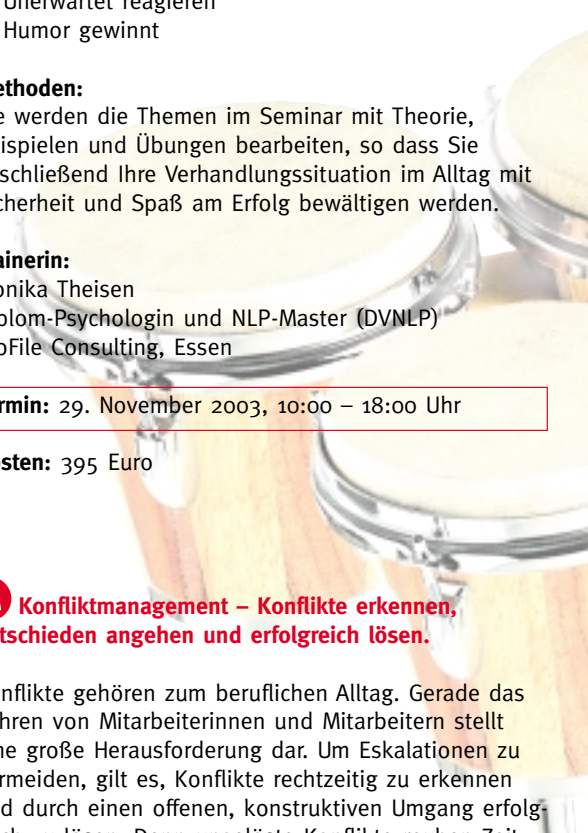 Unerwartet reagieren
Humor gewinnt
ethoden:
e werden die Themen im Seminar mit Theorie,
ispielen und Übungen bearbeiten, so dass Sie
schließend Ihre Verhandlungssituation im Alltag mit
cherheit und Spaß am Erfolg bewältigen werden.
ainerin:
onika Theisen
plom-Psychologin und NLP-Master (DVNLP)
oFile Consulting, Essen
rmin: 29. November 2003, 10:00 – 18:00 Uhr
sten: 395 Euro
Konfliktmanagement – Konflikte erkennen,
tschieden angehen und erfolgreich lösen.
nflikte gehören zum beruflichen Alltag. Gerade das
hren von Mitarbeiterinnen und Mitarbeitern stellt
ne große Herausforderung dar. Um Eskalationen zu
rmeiden, gilt es, Konflikte rechtzeitig zu erkennen
d durch einen offenen, konstruktiven Umgang erfolg-